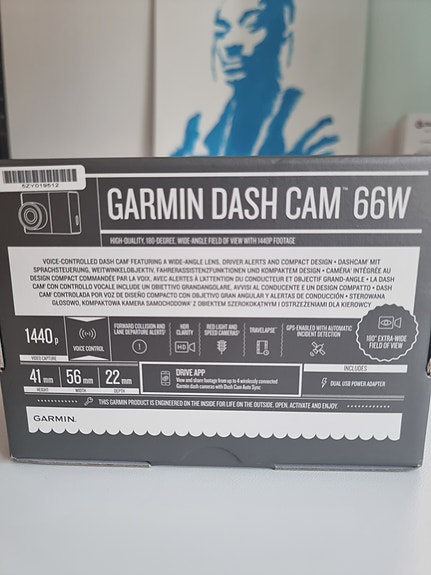 6ZY019512
GARMIN DASH CAM™ 66W
HIGH-QUALITY, 180-DEGREE, WIDE-ANGLE FIELD OF VIEW WITH 1440P FOOTAGE
VOICE-CONTROLLED DASH CAM FEATURING A WIDE-ANGLE LENS, DRIVER ALERTS AND COMPACT DESIGN • DASHCAM MIT
SPRACHSTEUERUNG, WEITWINKELOBJEKTIV, FAHRERASSISTENZFUNKTIONEN UND KOMPAKTEM DESIGN • CAMÉRA INTÉGRÉE AU
DESIGN COMPACT COMMANDÉE PAR LA VOIX, AVEC ALERTES À L'ATTENTION DU CONDUCTEUR ET OBJECTIF GRAND-ANGLE • LA DASH
CAM CON CONTROLLO VOCALE INCLUDE UN OBIETTIVO GRANDANGOLARE, AVVISI AL CONDUCENTE E UN DESIGN COMPATTO • DASH
CAM CONTROLADA POR VOZ DE DISEÑO COMPACTO CON OBJETIVO GRAN ANGULAR Y ALERTAS DE CONDUCCIÓN • STEROWANA
GŁOSOWO, KOMPAKTOWA KAMERA SAMOCHODOWA Z OBIEKTEM SZEROKOKĄTNYM I OSTRZEŻENIAMI DLA KIEROWCY.
1440p
VIDEO CAPTURE
VOICE CONTROL
FORWARD COLLISION AND
LANE DEPARTURE ALERTS
HDR
CLARITY
HD
RED LIGHT AND
SPEED CAMERAS
TRAVELAPSE™
GPS-ENABLED WITH AUTOMATIC
INCIDENT DETECTION
180° EXTRA-WIDE
FIELD OF VIEW
41 mm
HEIGHT
56 mm
WIDTH
22 mm
DEPTH
DRIVE APP
View and share footage from up to 4 wirelessly connected
Garmin dash cameras with Dash Cam Auto Sync
INCLUDES
DUAL USB POWER ADAPTER
THIS GARMIN PRODUCT IS ENGINEERED ON THE INSIDE FOR LIFE ON THE OUTSIDE. OPEN, ACTIVATE AND ENJOY.
GARMIN.